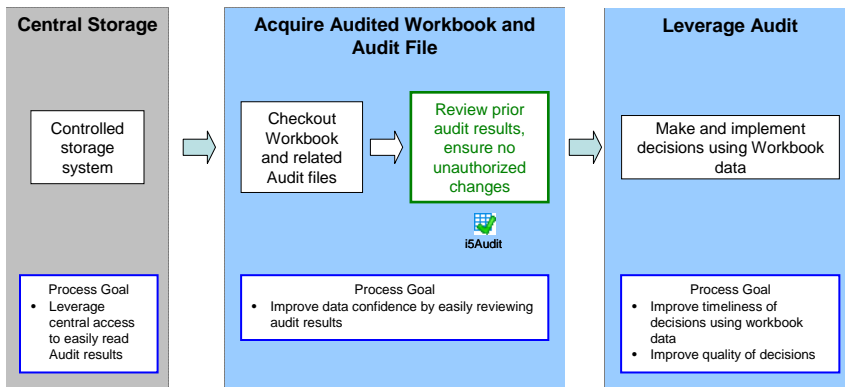 Central Storage
Controlled
storage
system
Process Goal
• Leverage
central access
to easily read
Audit results
Acquire Audited Workbook and
Audit File
Checkout
Workbook
and related
Audit files
Review prior
audit results,
ensure no
unauthorized
changes
i5Audit
Process Goal
• Improve data confidence by easily reviewing
audit results
Leverage Audit
Make and implement
decisions using Workbook
data
Process Goal
• Improve timeliness of
decisions using workbook
data
• Improve quality of decisions